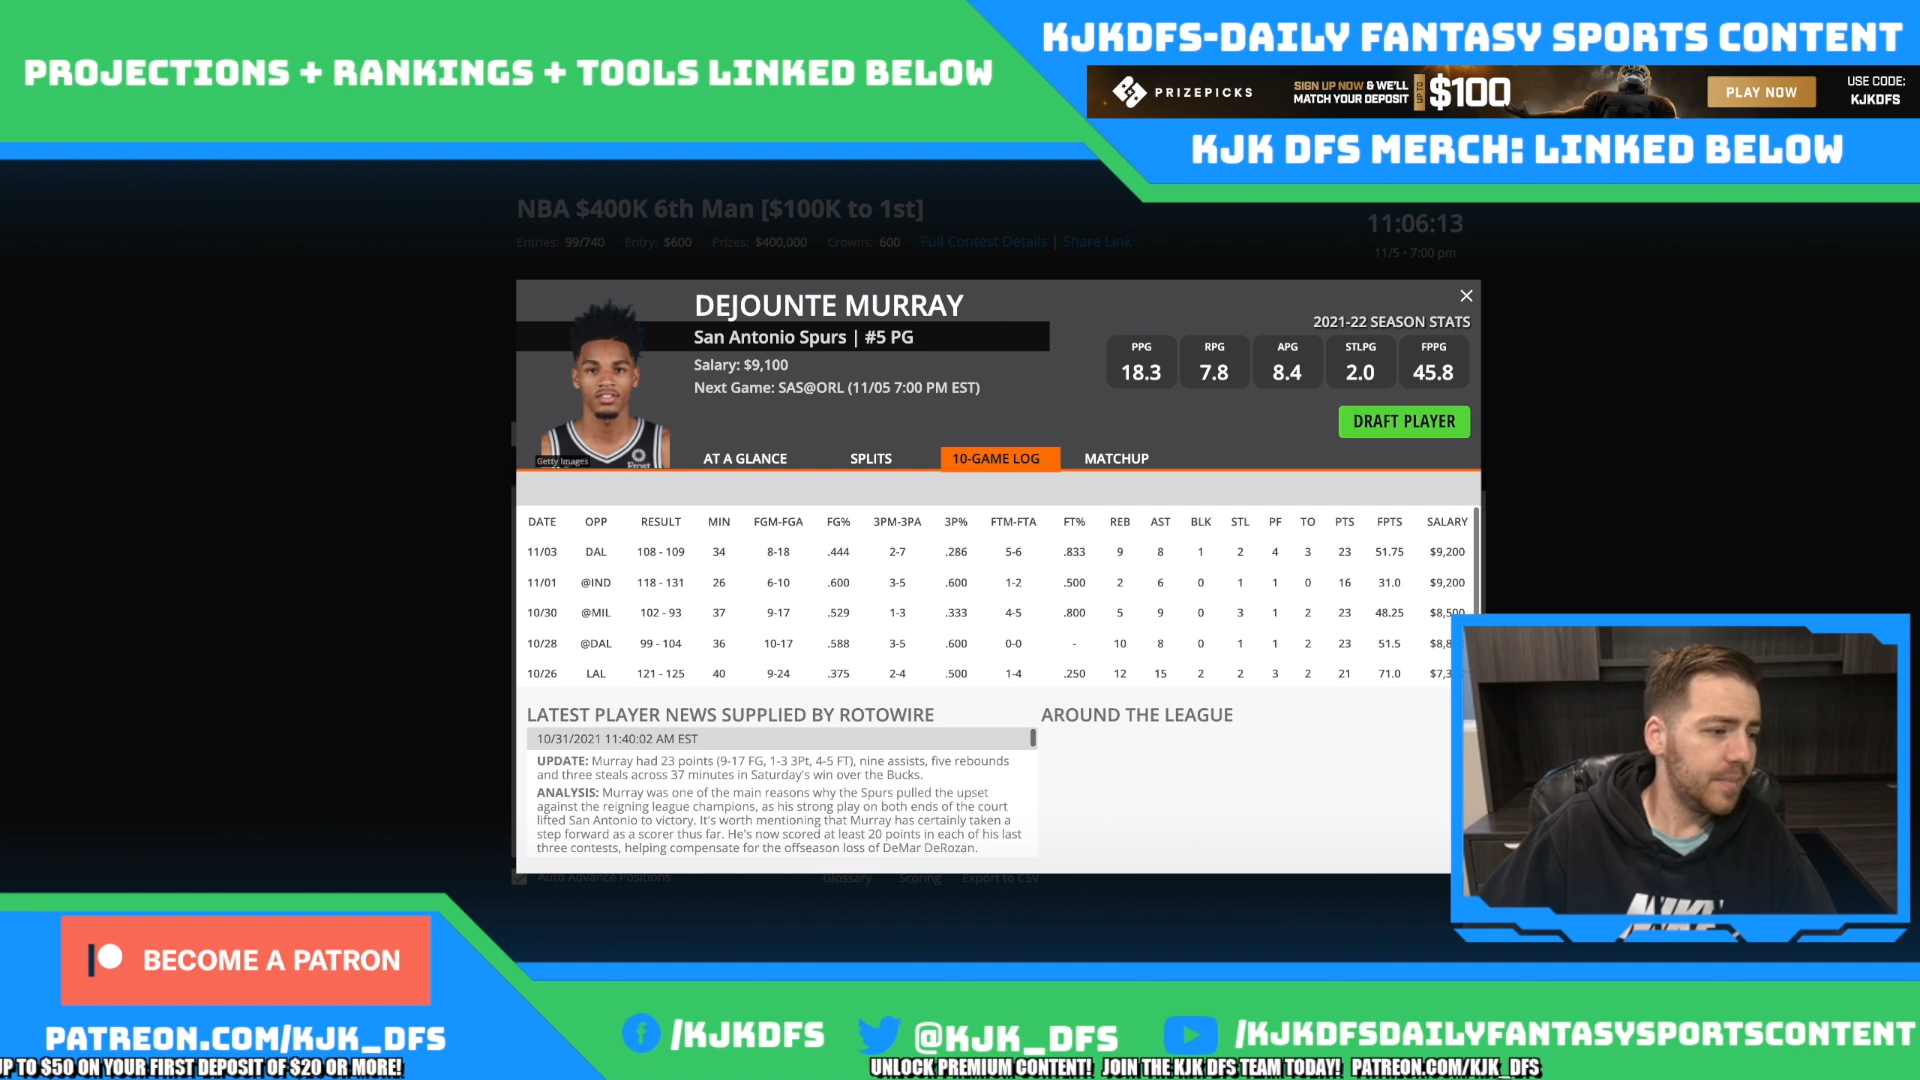 PROJECTIONS + RANKINGS + TOOLS LINKED BELOW
KJKDFS-DAILY FANTASY SPORTS CONTENT
PRIZEPICKS
SIGN UP NOW & WE'LL
MATCH YOUR DEPOSIT
UP TO
$100
PLAY NOW
USE CODE:
KJKDFS
KJK DFS MERCH: LINKED BELOW
NBA $400K 6th Man [$100K to 1st]
11:06:13
Entries: 99/740 Entry: $600 Prizes: $400,000 Crowns: 600 Full Contest Details | Share Link
11/5 • 7:00 pm
DEJOUNTE MURRAY
San Antonio Spurs | #5 PG
Salary: $9,100
Next Game: SAS@ORL (11/05 7:00 PM EST)
2021-22 SEASON STATS
PPG RPG APG STLPG FPPG
18.3 7.8 8.4 2.0 45.8
DRAFT PLAYER
Getty Images
AT A GLANCE SPLITS 10-GAME LOG MATCHUP
DATE OPP RESULT MIN FGM-FGA FG% 3PM-3PA 3P% FTM-FTA FT% REB AST BLK STL PF TO PTS FPTS SALARY
11/03 DAL 108 - 109 34 8-18 .444 2-7 .286 5-6 .833 9 8 1 2 4 3 23 51.75 $9,200
11/01 @IND 118 - 131 26 6-10 .600 3-5 .600 1-2 .500 2 6 0 1 1 0 16 31.0 $9,200
10/30 @MIL 102 - 93 37 9-17 .529 1-3 .333 4-5 .800 5 9 0 3 1 2 23 48.25 $8,500
10/28 @DAL 99 - 104 36 10-17 .588 3-5 .600 0-0 - 10 8 0 1 1 2 23 51.5 $8,8
10/26 LAL 121 - 125 40 9-24 .375 2-4 .500 1-4 .250 12 15 2 2 3 2 21 71.0 $7,3
LATEST PLAYER NEWS SUPPLIED BY ROTOWIRE
AROUND THE LEAGUE
10/31/2021 11:40:02 AM EST
UPDATE: Murray had 23 points (9-17 FG, 1-3 3Pt, 4-5 FT), nine assists, five rebounds
and three steals across 37 minutes in Saturday's win over the Bucks.
ANALYSIS: Murray was one of the main reasons why the Spurs pulled the upset
against the reigning league champions, as his strong play on both ends of the court
lifted San Antonio to victory. It's worth mentioning that Murray has certainly taken a
step forward as a scorer thus far. He's now scored at least 20 points in each of his last
three contests, helping compensate for the offseason loss of DeMar DeRozan.
Auto Advance Positions Glossary Scoring Export to CSV
BECOME A PATRON
PATREON.COM/KJK_DFS
/KJKDFS
@KJK_DFS
/KJKDFSDAILYFANTASYSPORTSCONTENT
UP TO $50 ON YOUR FIRST DEPOSIT OF $20 OR MORE!
UNLOCK PREMIUM CONTENT! JOIN THE KJK DFS TEAM TODAY! PATREON.COM/KJK_DFS